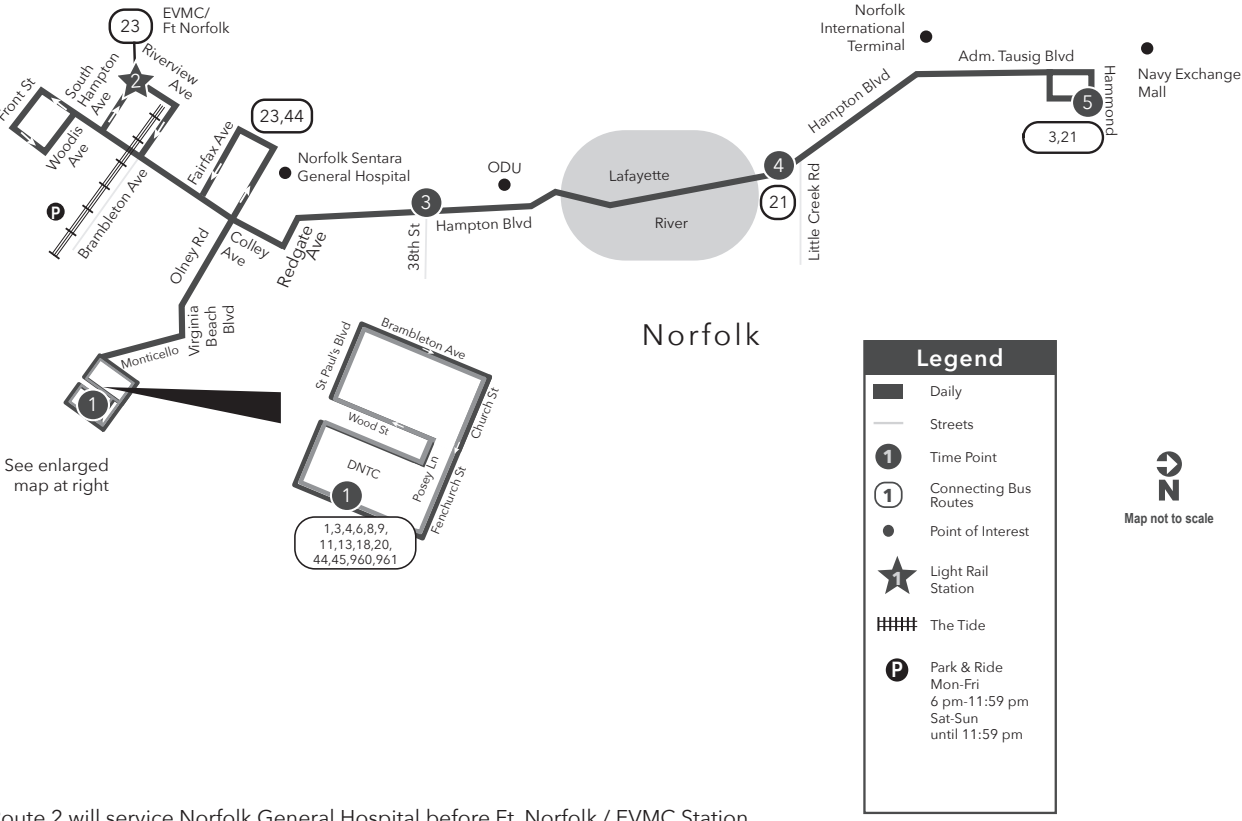 23
EVMC/
Ft Norfolk
Riverview
Ave
2
South
Hampton
Ave
Front St
Woodis
Ave
Brambleton Ave
P
Fairfax Ave
23,44
Norfolk Sentara
General Hospital
Olney Rd
Colley
Ave
Redgate
Ave
Virginia
Beach
Blvd
Monticello
1
See enlarged
map at right
3
38th St
Hampton Blvd
ODU
Lafayette
River
4
21
Little Creek Rd
Hampton Blvd
Norfolk
International
Terminal
Adm. Tausig Blvd
Hammond
5
3,21
Navy Exchange
Mall
Norfolk
St Paul's Blvd
Brambleton Ave
Church St
Wood St
DNTC
Posey Ln
Fenchurch St
1
1,3,4,6,8,9,
11,13,18,20,
44,45,960,961
Legend
Daily
Streets
1 Time Point
1 Connecting Bus
Routes
Point of Interest
1 Light Rail
Station
The Tide
P Park & Ride
Mon-Fri
6 pm-11:59 pm
Sat-Sun
until 11:59 pm
N
Map not to scale
oute 2 will service Norfolk General Hospital before Ft. Norfolk / EVMC Station